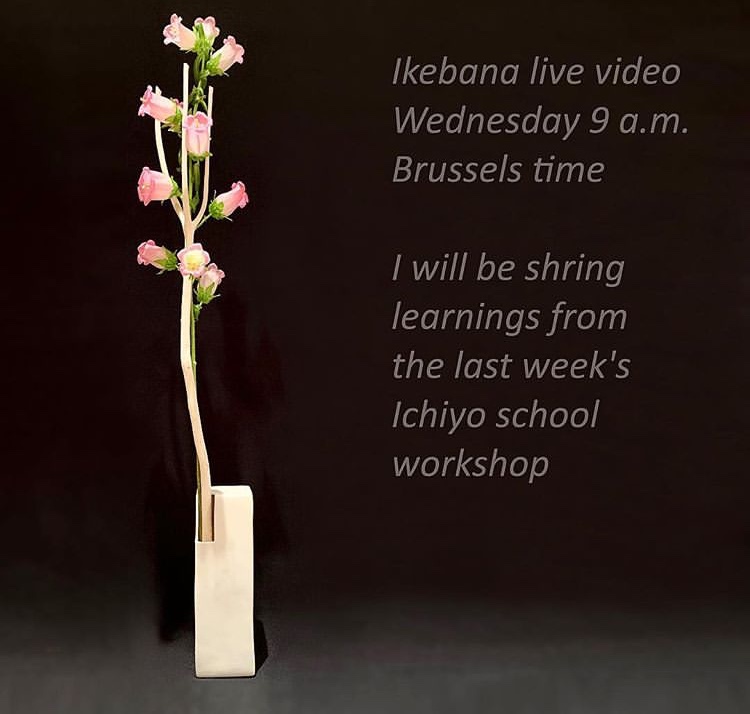 Ikebana live video
Wednesday 9 a.m.
Brussels time
I will be shring
learnings from
the last week's
Ichiyo school
workshop